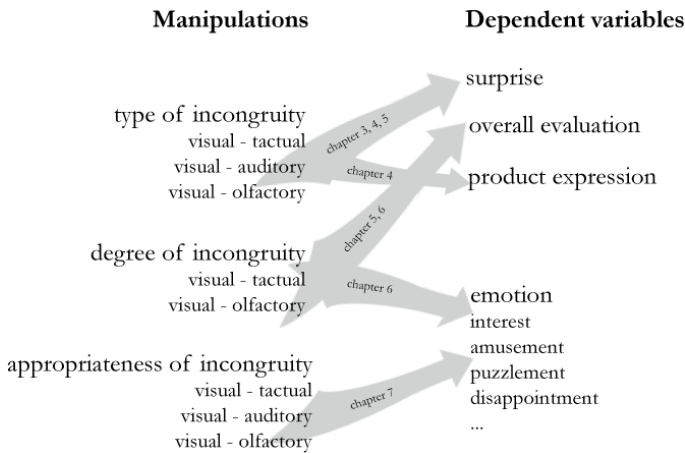 Manipulations
Dependent variables
type of incongruity
visual - tactual
visual - auditory
visual - olfactory
degree of incongruity
visual - tactual
visual - olfactory
appropriateness of incongruity
visual - tactual
visual - auditory
visual - olfactory
chapter 3, 4, 5
chapter 4
chapter 5, 6
chapter 6
chapter 7
surprise
overall evaluation
product expression
emotion
interest
amusement
puzzlement
disappointment
...